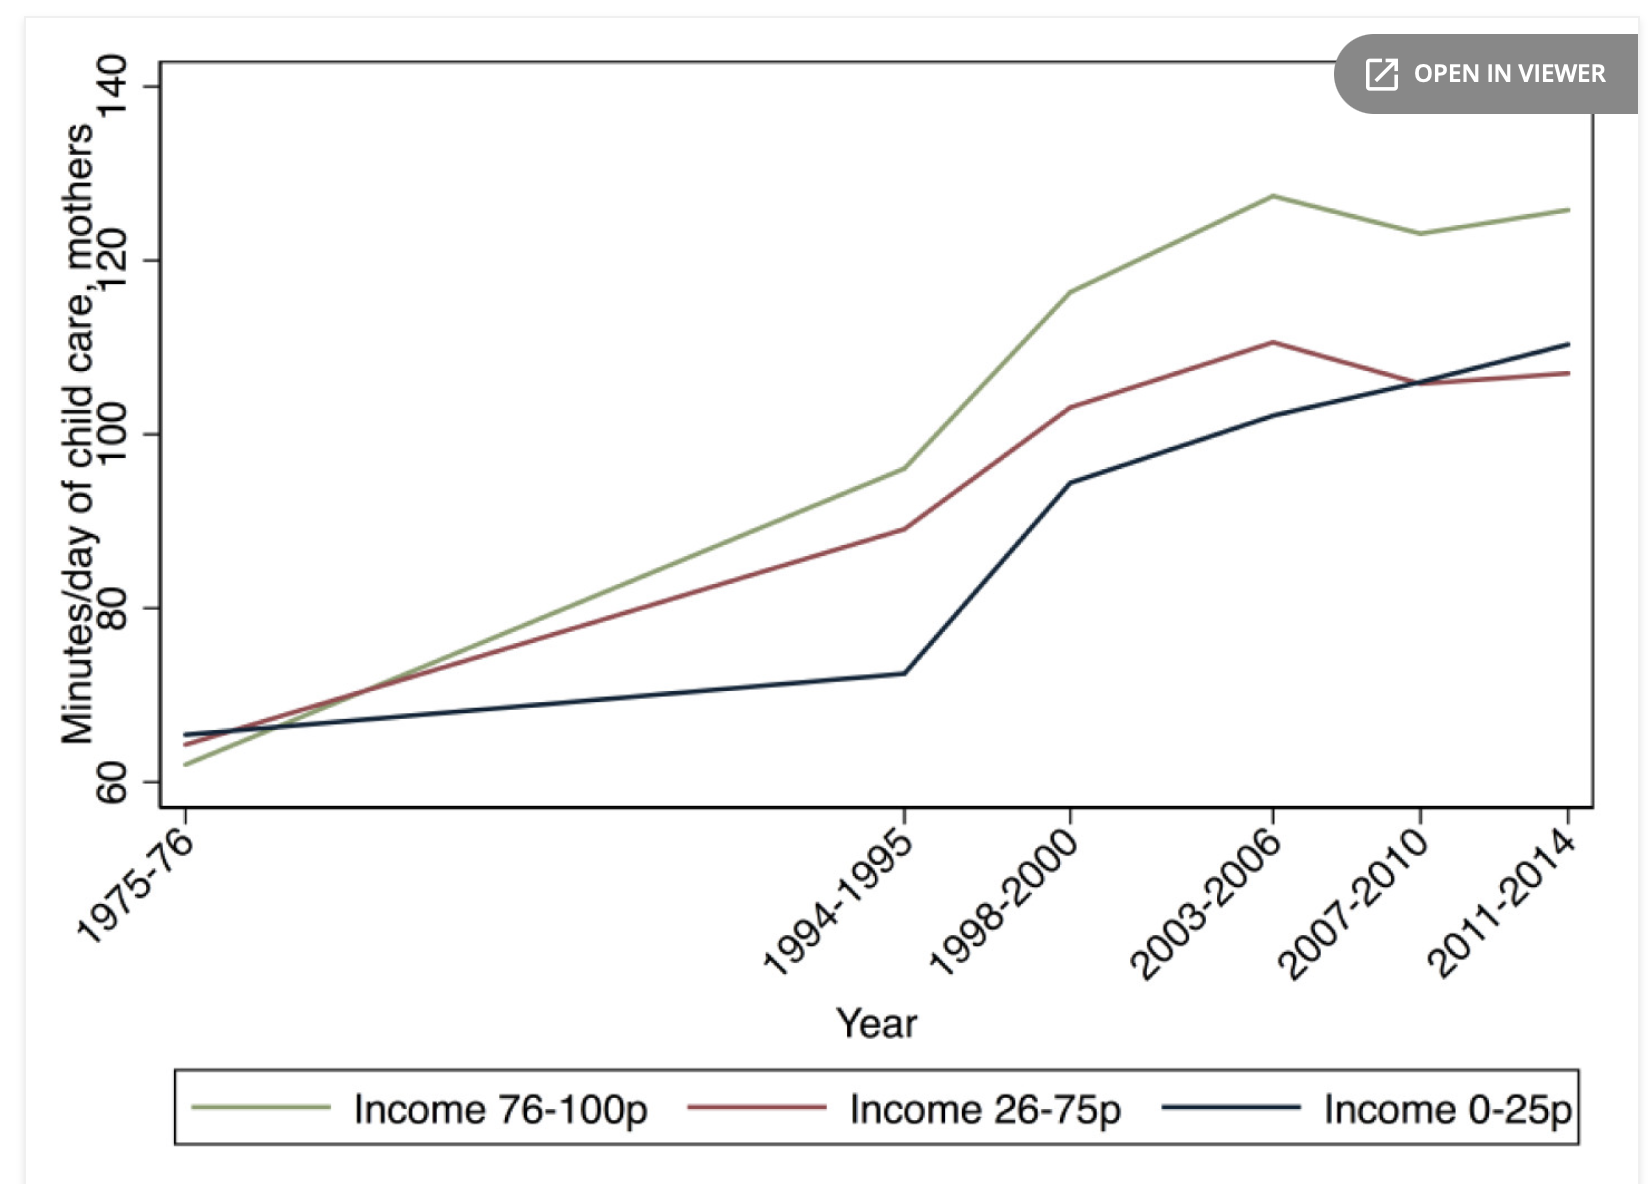 OPEN IN VIEWER
Minutes/day of child care, mothers
140
120
100
80
60
1975-76
1994-1995
1998-2000
2003-2006
2007-2010
2011-2014
Year
Income 76-100p Income 26-75p Income 0-25p